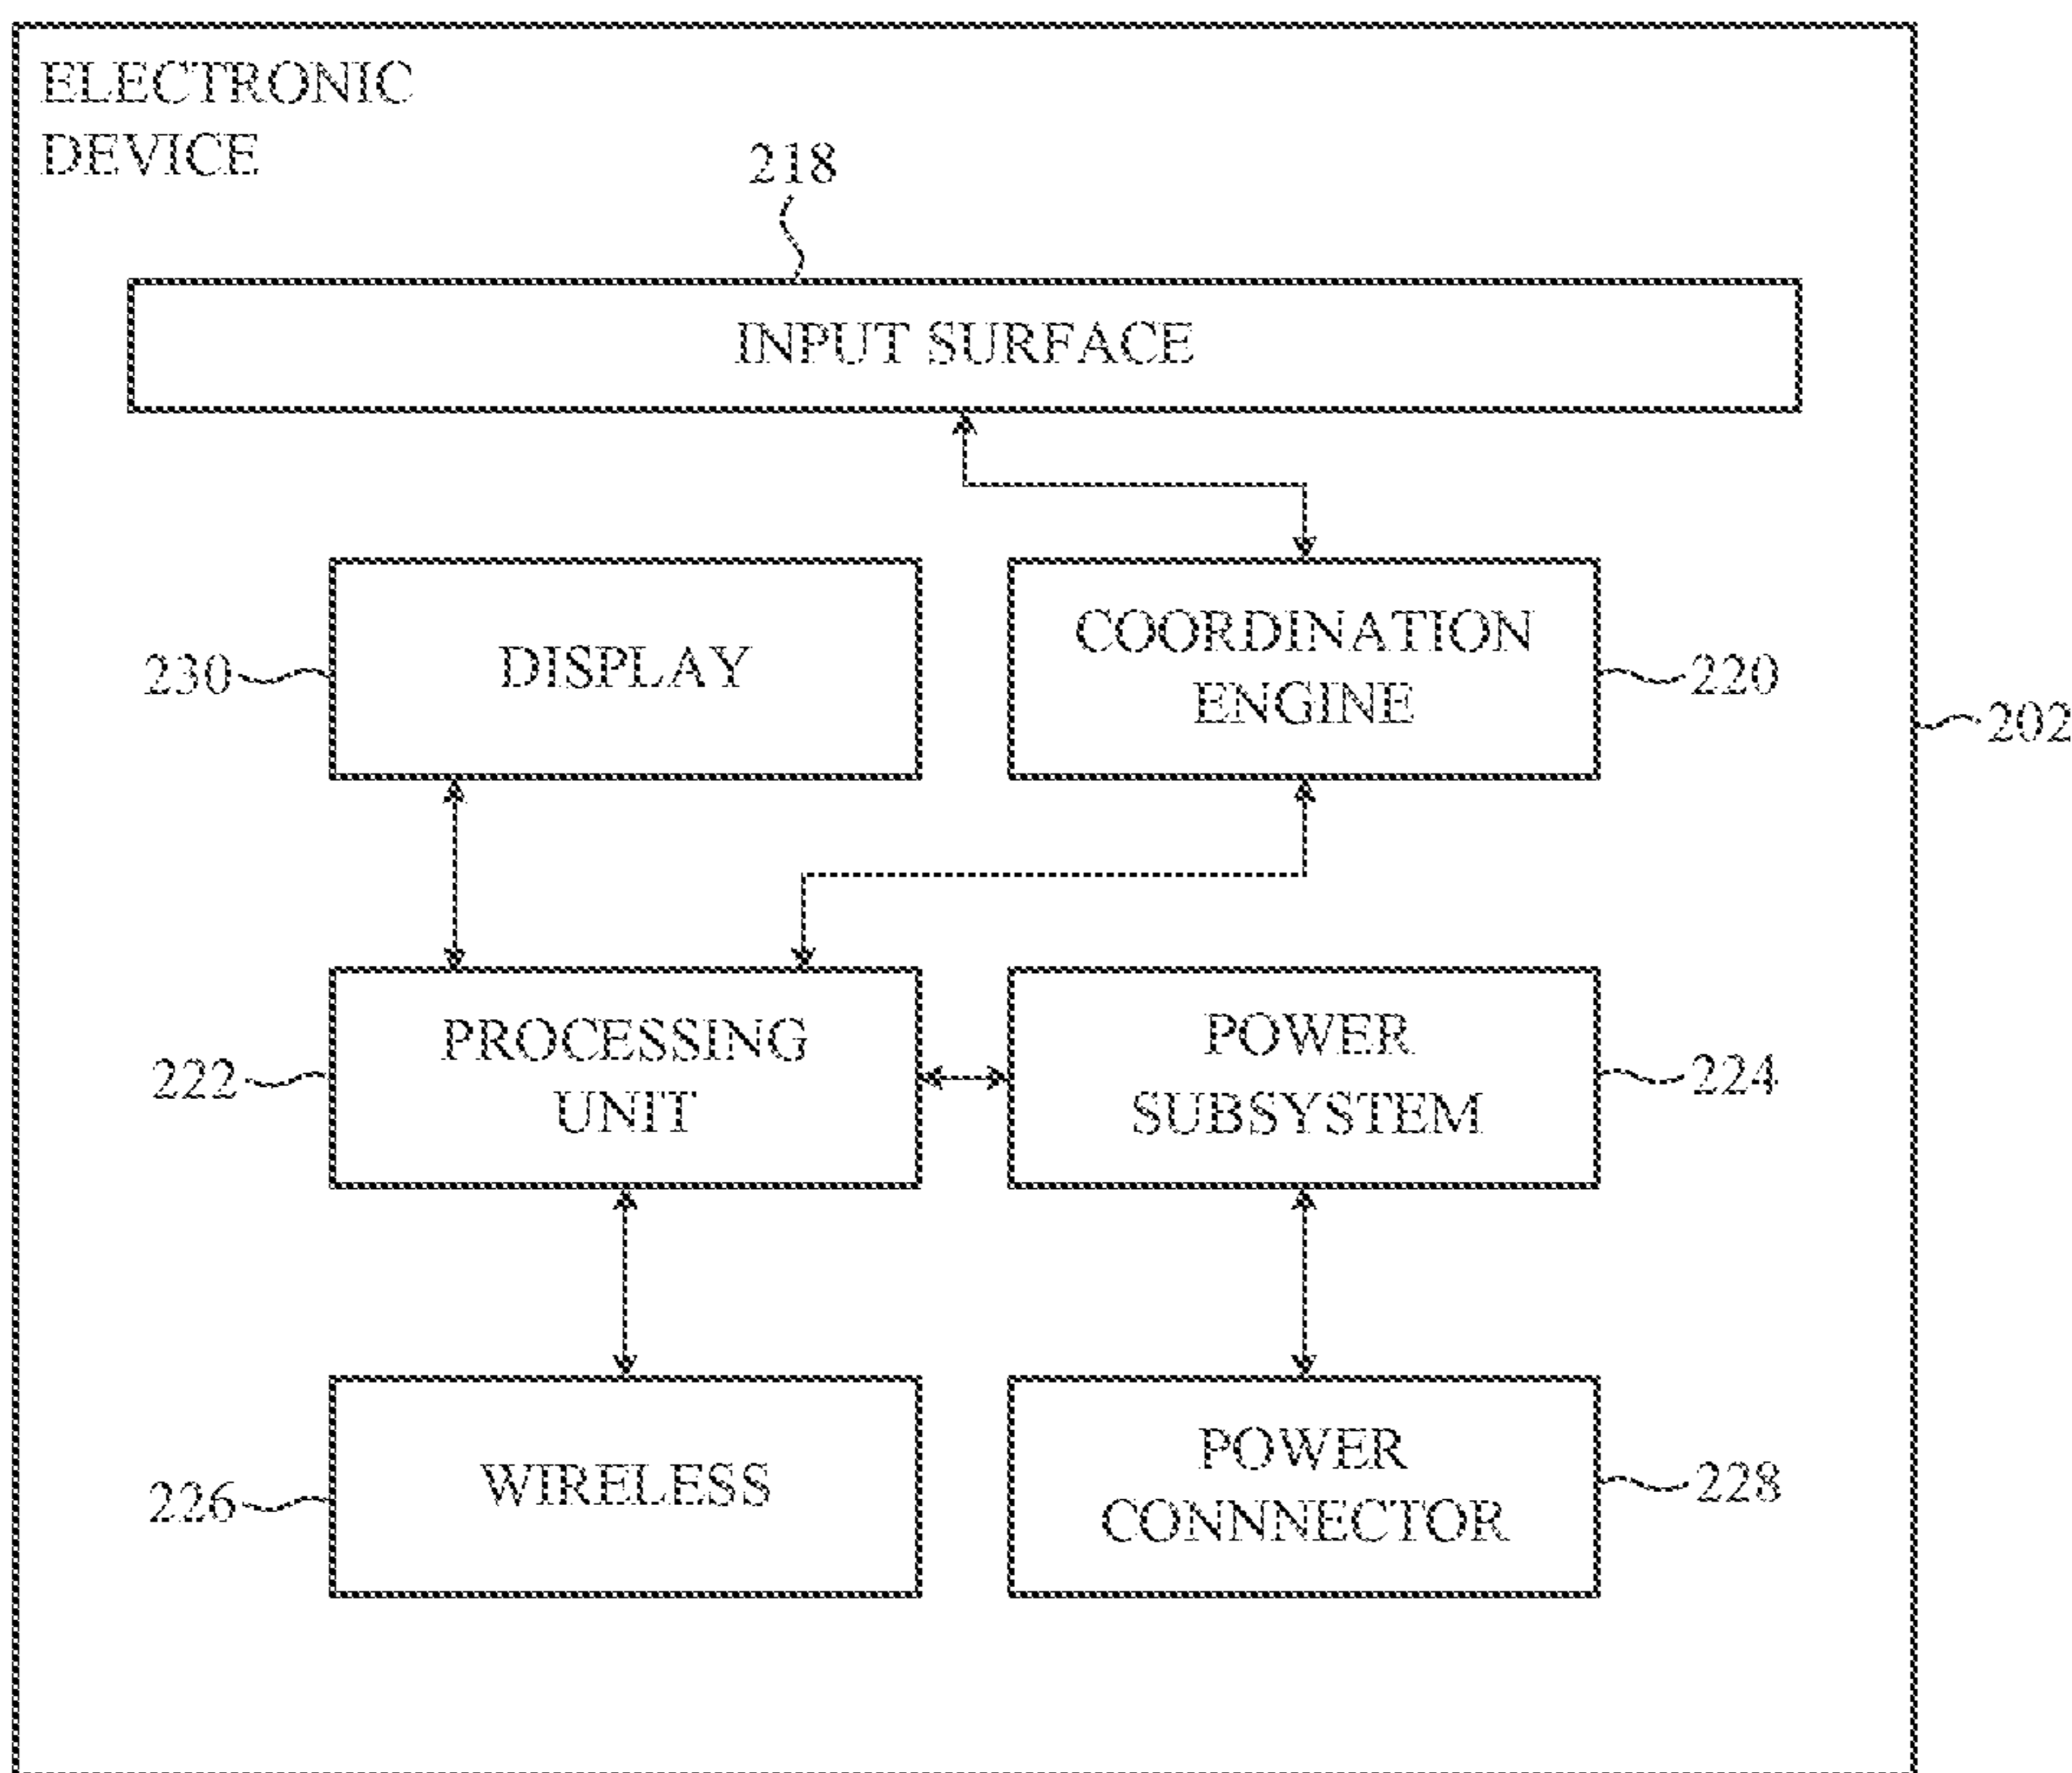 ELECTRONIC
DEVICE
218
INPUT SURFACE
230
DISPLAY
COORDINATION
ENGINE
220
202
222
PROCESSING
UNIT
POWER
SUBSYSTEM
224
226
WIRELESS
POWER
CONNNECTOR
228